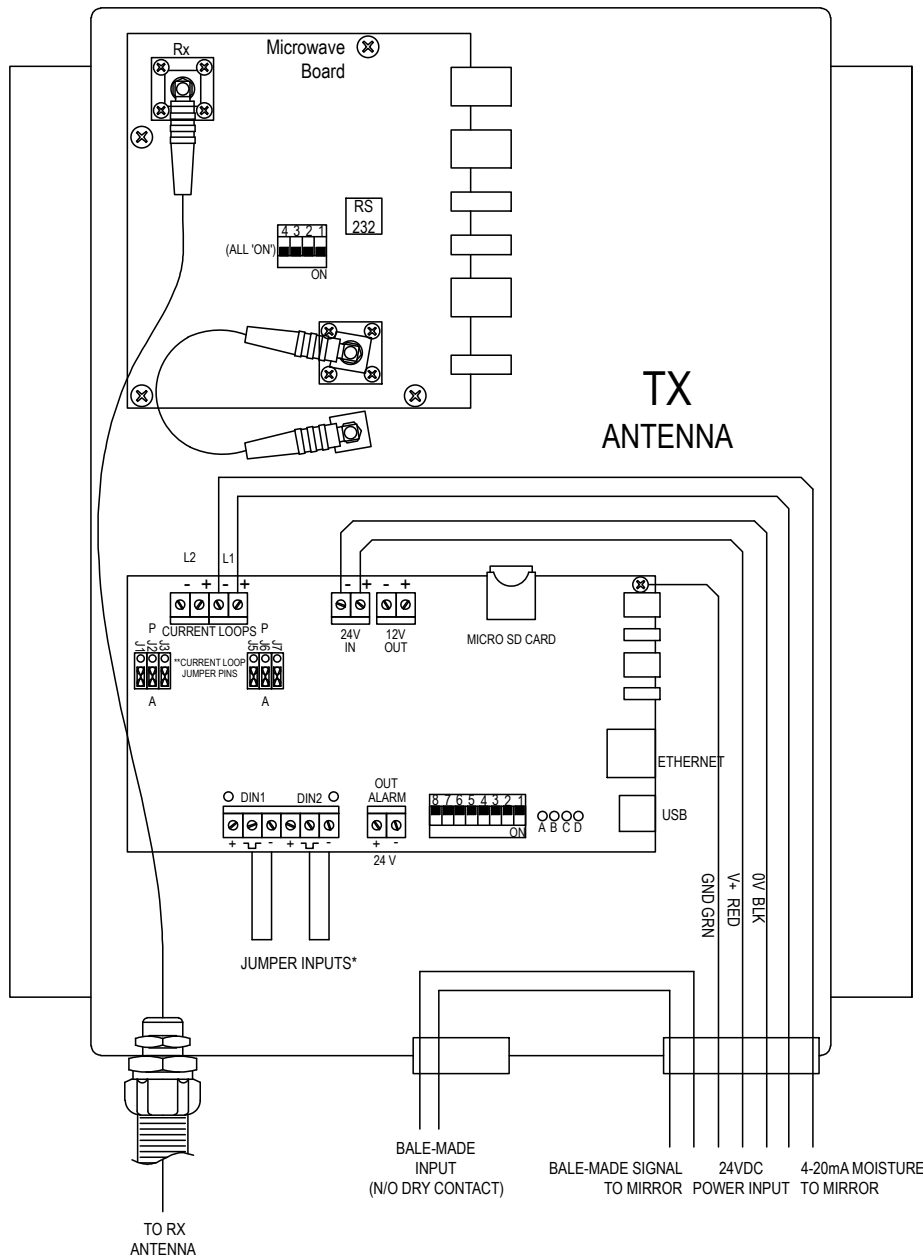 Rx
Microwave
Board
RS
232
4 3 2 1
(ALL 'ON')
ON
TX
ANTENNA
L2 L1
- + - +
- + - +
CURRENT LOOPS
24V
IN
12V
OUT
MICRO SD CARD
P P
J1 J2 J3
J5 J6 J7
**CURRENT LOOP
JUMPER PINS
A A
ETHERNET
USB
DIN1 DIN2
OUT
ALARM
8 7 6 5 4 3 2 1
ON
A B C D
+ - + -
+ -
24 V
JUMPER INPUTS*
GND GRN
V+ RED
0V BLK
BALE-MADE
INPUT
(N/O DRY CONTACT)
BALE-MADE SIGNAL
TO MIRROR
24VDC
POWER INPUT
4-20mA MOISTURE
TO MIRROR
TO RX
ANTENNA